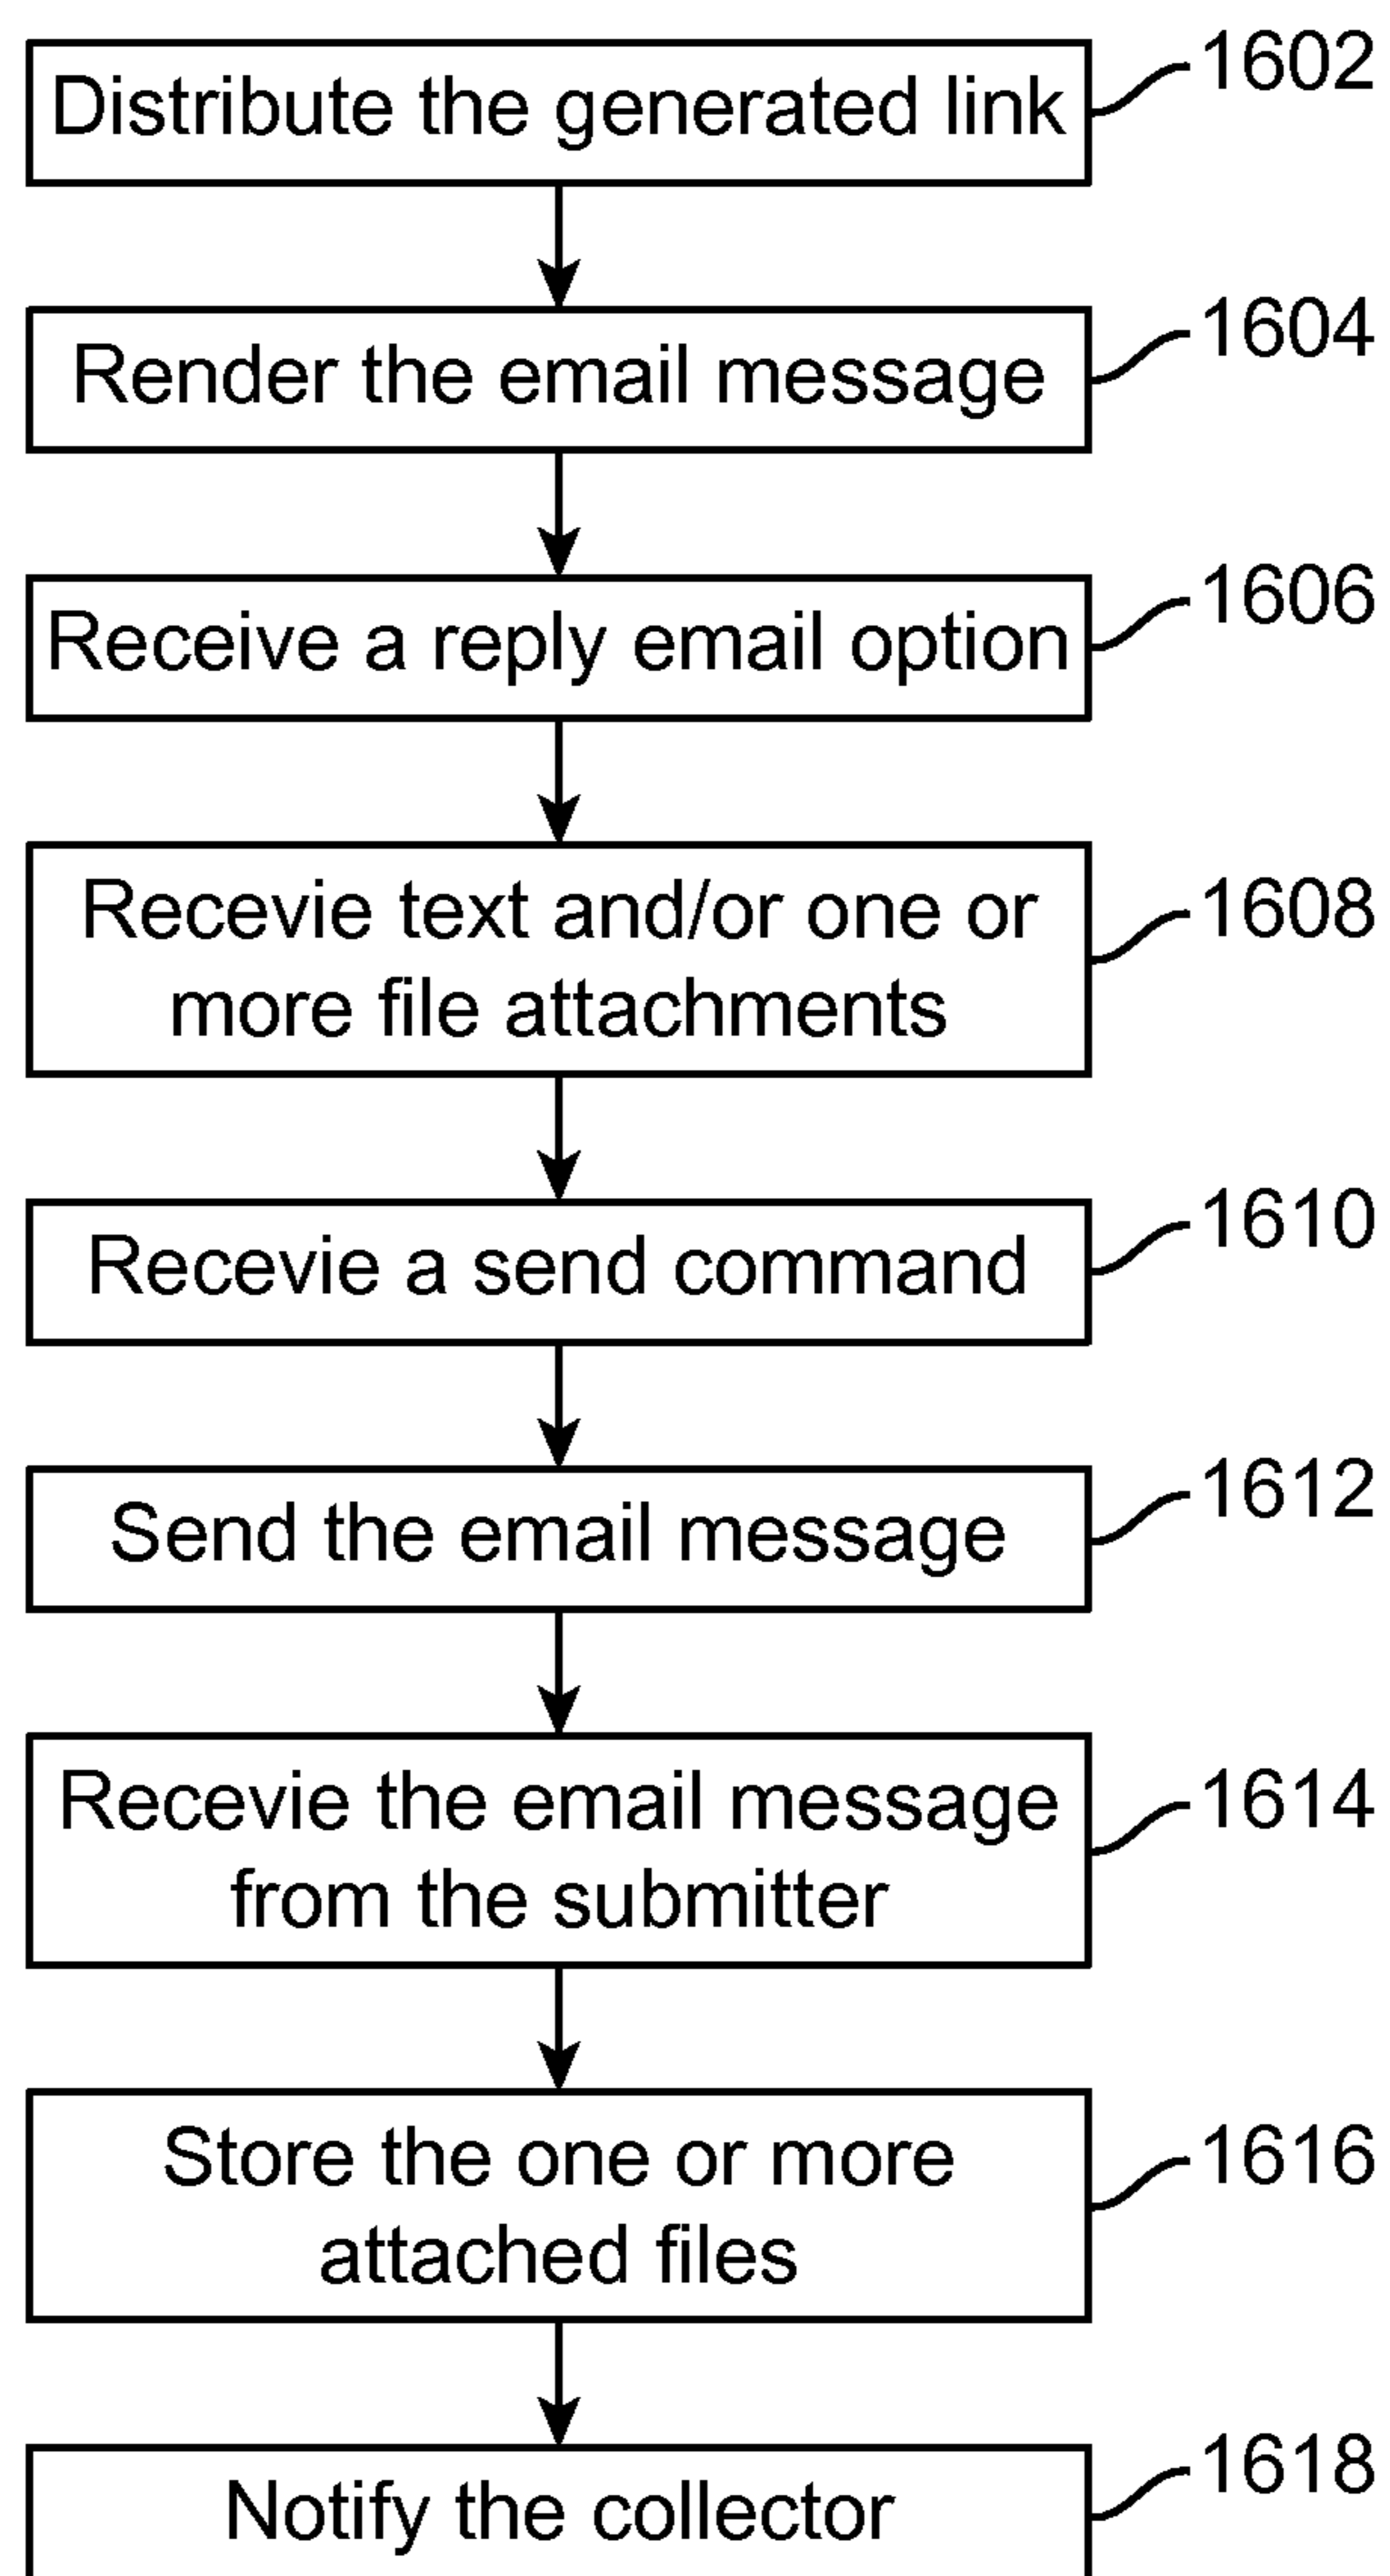 Distribute the generated link
1602
Render the email message
1604
Receive a reply email option
1606
Recevie text and/or one or
more file attachments
1608
Recevie a send command
1610
Send the email message
1612
Recevie the email message
from the submitter
1614
Store the one or more
attached files
1616
Notify the collector
1618